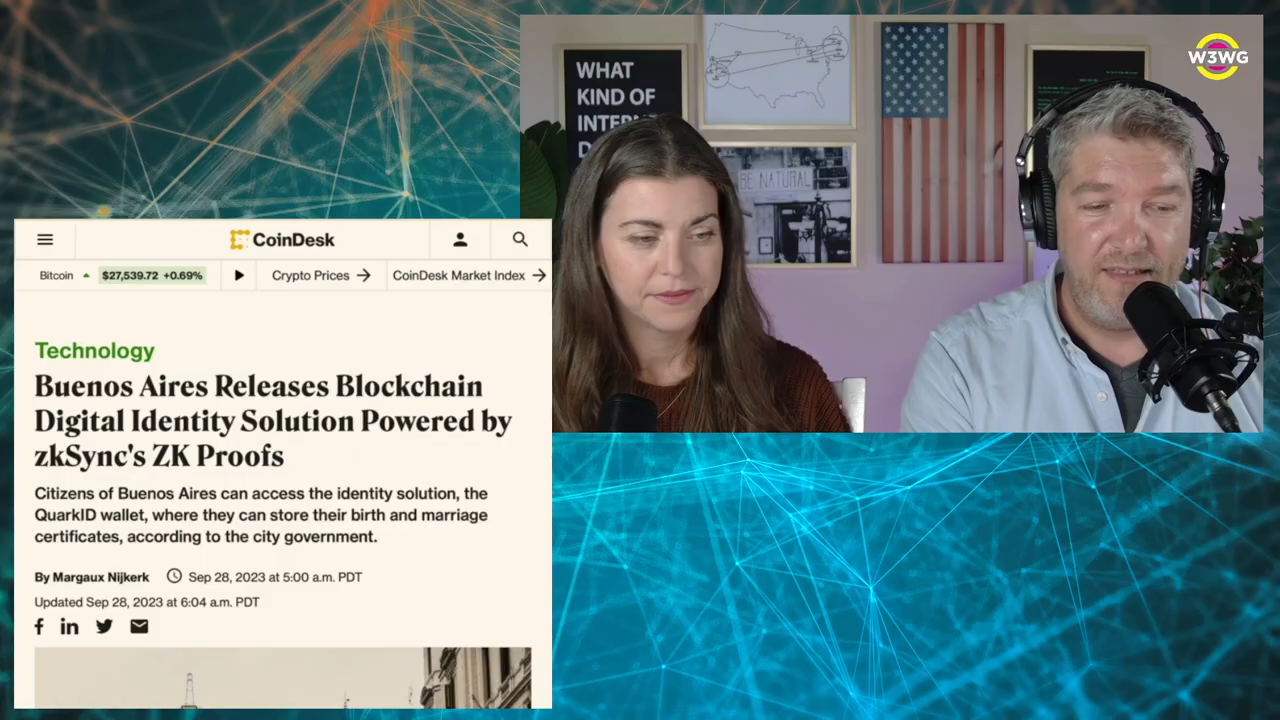 W3WG
WHAT
KIND OF
BE NATURAL
CoinDesk
Bitcoin $27,539.72 +0.69% Crypto Prices CoinDesk Market Index
Technology
Buenos Aires Releases Blockchain
Digital Identity Solution Powered by
zkSync's ZK Proofs
Citizens of Buenos Aires can access the identity solution, the
QuarkID wallet, where they can store their birth and marriage
certificates, according to the city government.
By Margaux Nijkerk Sep 28, 2023 at 5:00 a.m. PDT
Updated Sep 28, 2023 at 6:04 a.m. PDT